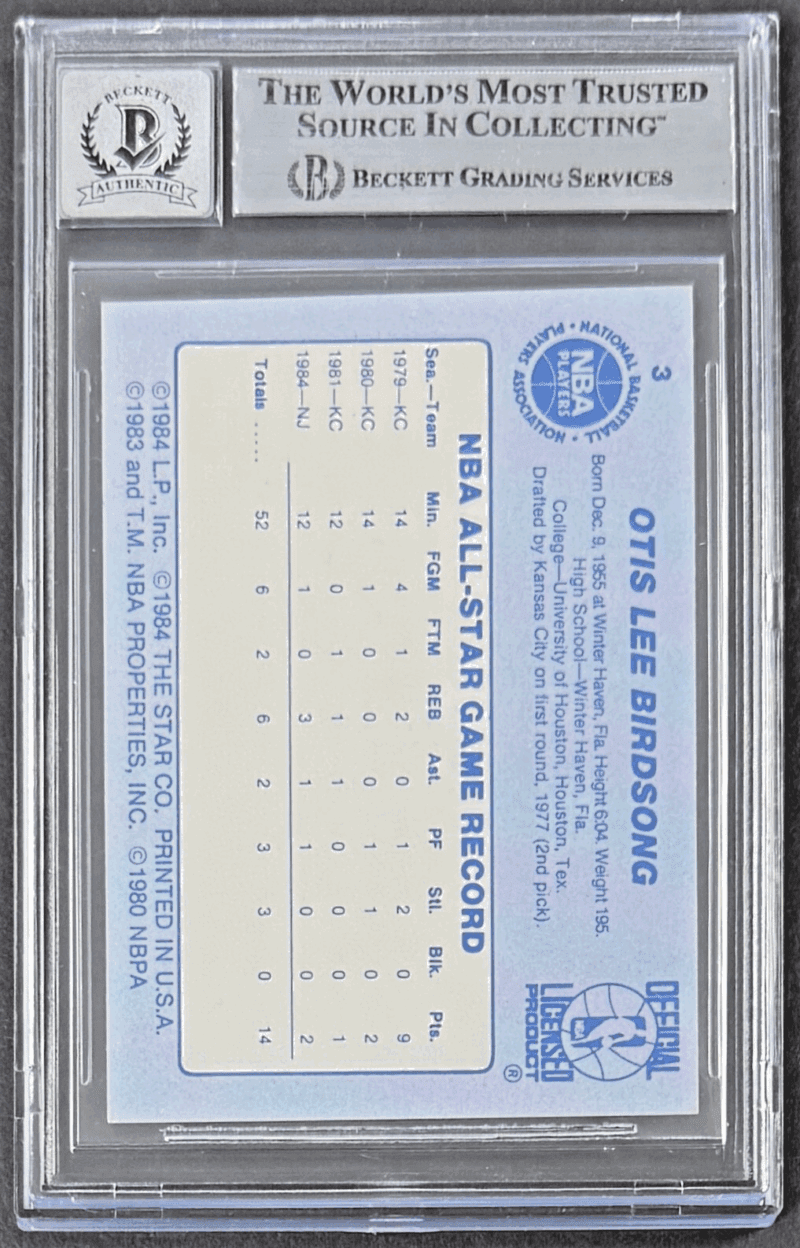 BECKETT
B
AUTHENTIC
THE WORLD'S MOST TRUSTED
SOURCE IN COLLECTING™
B BECKETT GRADING SERVICES
3
NATIONAL BASKETBALL
PLAYERS ASSOCIATION
NBA
PLAYERS
OTIS LEE BIRDSONG
Born Dec. 9, 1955 at Winter Haven, Fla. Height 6:04. Weight 195.
High School—Winter Haven, Fla.
College—University of Houston, Houston, Tex.
Drafted by Kansas City on first round, 1977 (2nd pick).
OFFICIAL
NBA
LICENSED
PRODUCT
®
NBA ALL-STAR GAME RECORD
Sea.—Team Min. FGM FTM REB Ast. PF Stl. Blk. Pts.
1979—KC 14 4 1 2 0 1 2 0 9
1980—KC 14 1 0 0 0 1 1 0 2
1981—KC 12 0 1 1 1 0 0 0 1
1984—NJ 12 1 0 3 1 1 0 0 2
Totals ..... 52 6 2 6 2 3 3 0 14
©1984 L.P., Inc. ©1984 THE STAR CO. PRINTED IN U.S.A.
©1983 and T.M. NBA PROPERTIES, INC. ©1980 NBPA